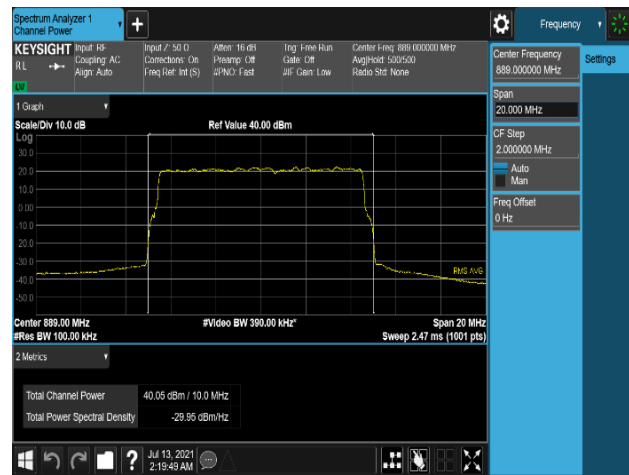 Spectrum Analyzer 1
Channel Power
Frequency
KEYSIGHT
RL
Input: RF
Coupling: AC
Align: Auto
Input Z: 50 Ω
Corrections: On
Freq Ref: Int (S)
Atten: 16 dB
Preamp: Off
#PNO: Fast
Trig: Free Run
Gate: Off
#IF Gain: Low
Center Freq: 889.000000 MHz
Avg|Hold: 500/500
Radio Std: None
Center Frequency
889.000000 MHz
Settings
Span
20.000 MHz
CF Step
2.000000 MHz
Auto
Man
Freq Offset
0 Hz
1 Graph
Scale/Div 10.0 dB
Ref Value 40.00 dBm
Log
30.0
20.0
10.0
0.00
-10.0
-20.0
-30.0
-40.0
-50.0
RMS AVG
Center 889.00 MHz
#Video BW 390.00 kHz*
Span 20 MHz
#Res BW 100.00 kHz
Sweep 2.47 ms (1001 pts)
2 Metrics
Total Channel Power
40.05 dBm / 10.0 MHz
Total Power Spectral Density
-29.95 dBm/Hz
?
Jul 13, 2021
2:19:49 AM